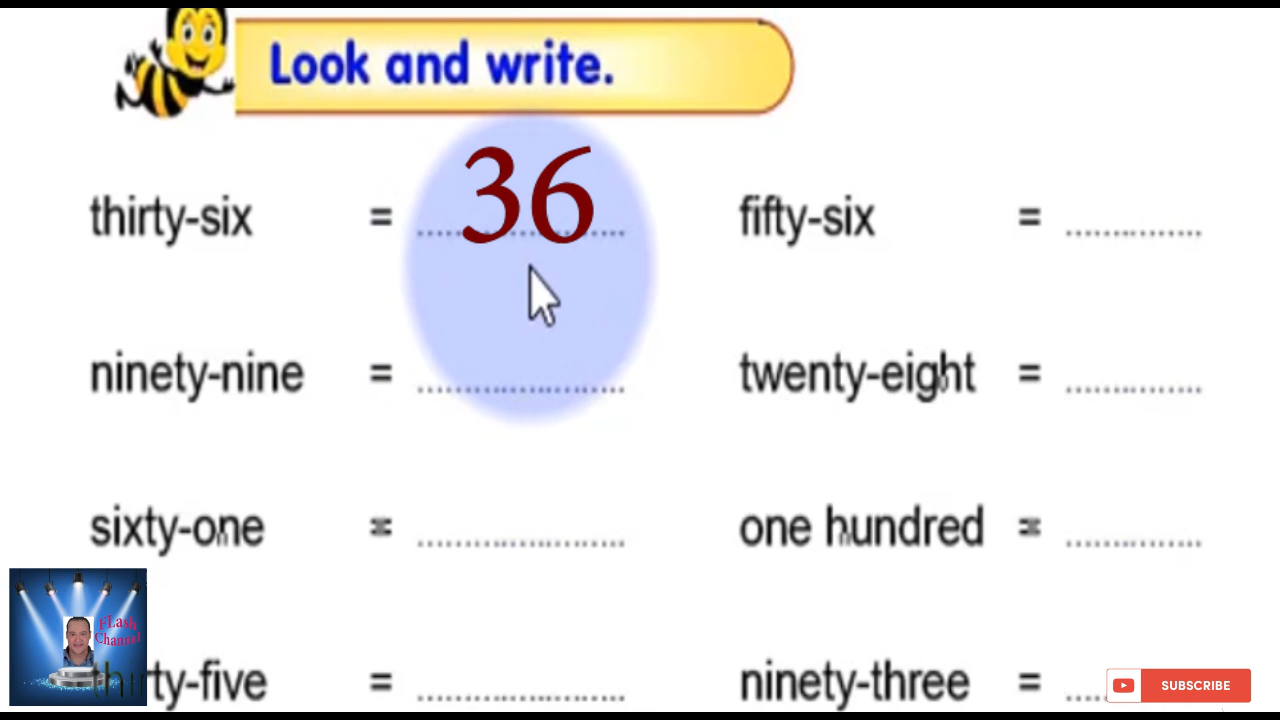 Look and write.
thirty-six = .................... 36 fifty-six = ..............
ninety-nine = .................... twenty-eight = ..............
sixty-one = .................... one hundred = ..............
FLash
Channel
thirty-five = .................... ninety-three = ....
SUBSCRIBE